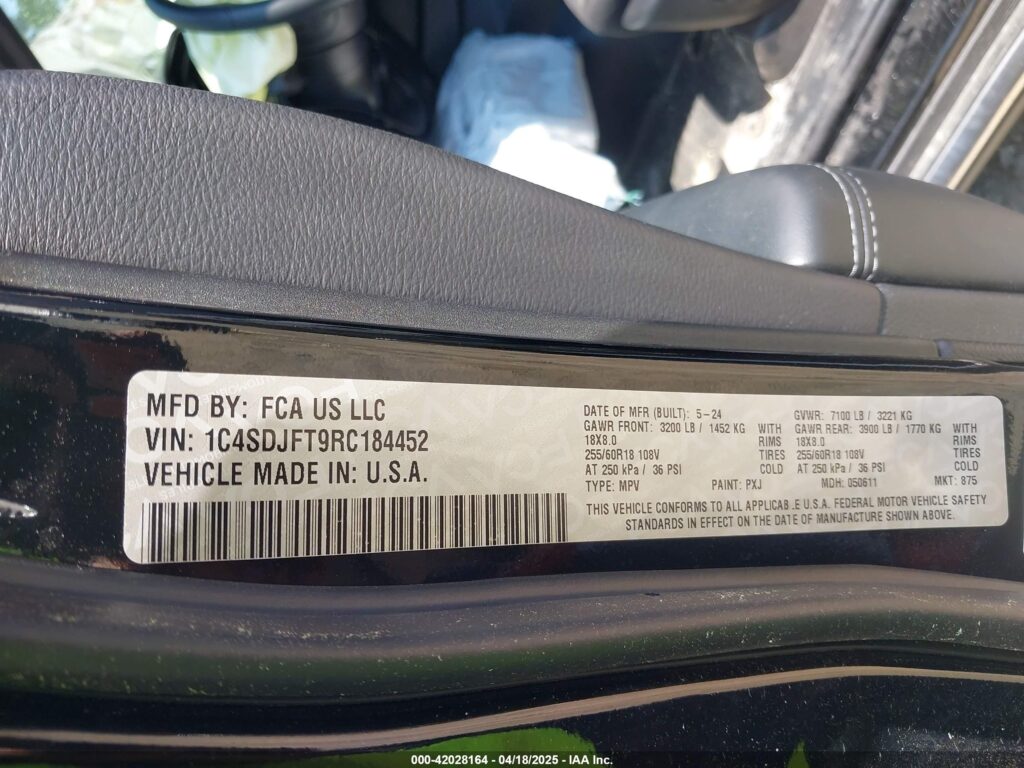 MFD BY: FCA US LLC
VIN: 1C4SDJFT9RC184452
VEHICLE MADE IN: U.S.A.
DATE OF MFR (BUILT): 5-24 GVWR: 7100 LB / 3221 KG
GAWR FRONT: 3200 LB / 1452 KG WITH GAWR REAR: 3900 LB / 1770 KG WITH
18X8.0 RIMS 18X8.0 RIMS
255/60R18 108V TIRES 255/60R18 108V TIRES
AT 250 kPa / 36 PSI COLD AT 250 kPa / 36 PSI COLD
TYPE: MPV PAINT: PXJ MDH: 050611 MKT: 875
THIS VEHICLE CONFORMS TO ALL APPLICAB.E U.S.A. FEDERAL MOTOR VEHICLE SAFETY
STANDARDS IN EFFECT ON THE DATE OF MANUFACTURE SHOWN ABOVE.
000-42028164 - 04/18/2025 - IAA Inc.